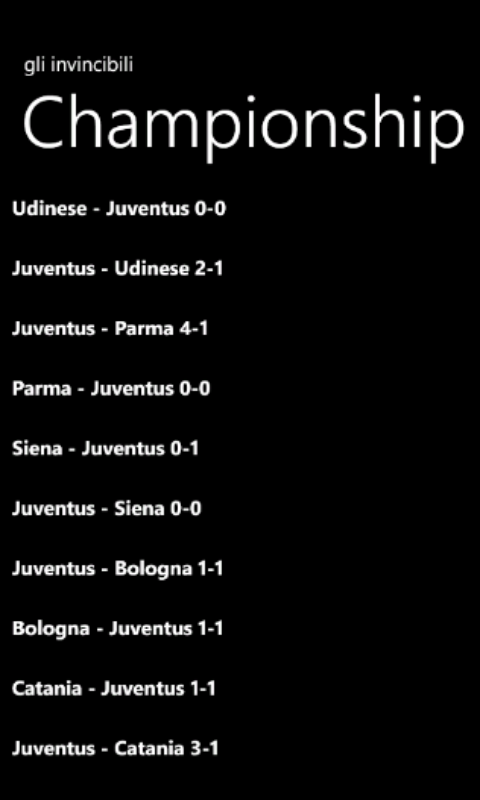 gli invincibili
Championship
Udinese - Juventus 0-0
Juventus - Udinese 2-1
Juventus - Parma 4-1
Parma - Juventus 0-0
Siena - Juventus 0-1
Juventus - Siena 0-0
Juventus - Bologna 1-1
Bologna - Juventus 1-1
Catania - Juventus 1-1
Juventus - Catania 3-1